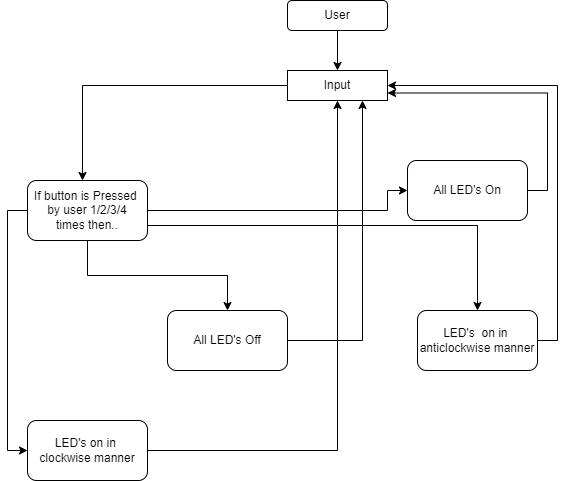 User
Input
If button is Pressed
by user 1/2/3/4
times then..
All LED's On
All LED's Off
LED's on in
anticlockwise manner
LED's on in
clockwise manner